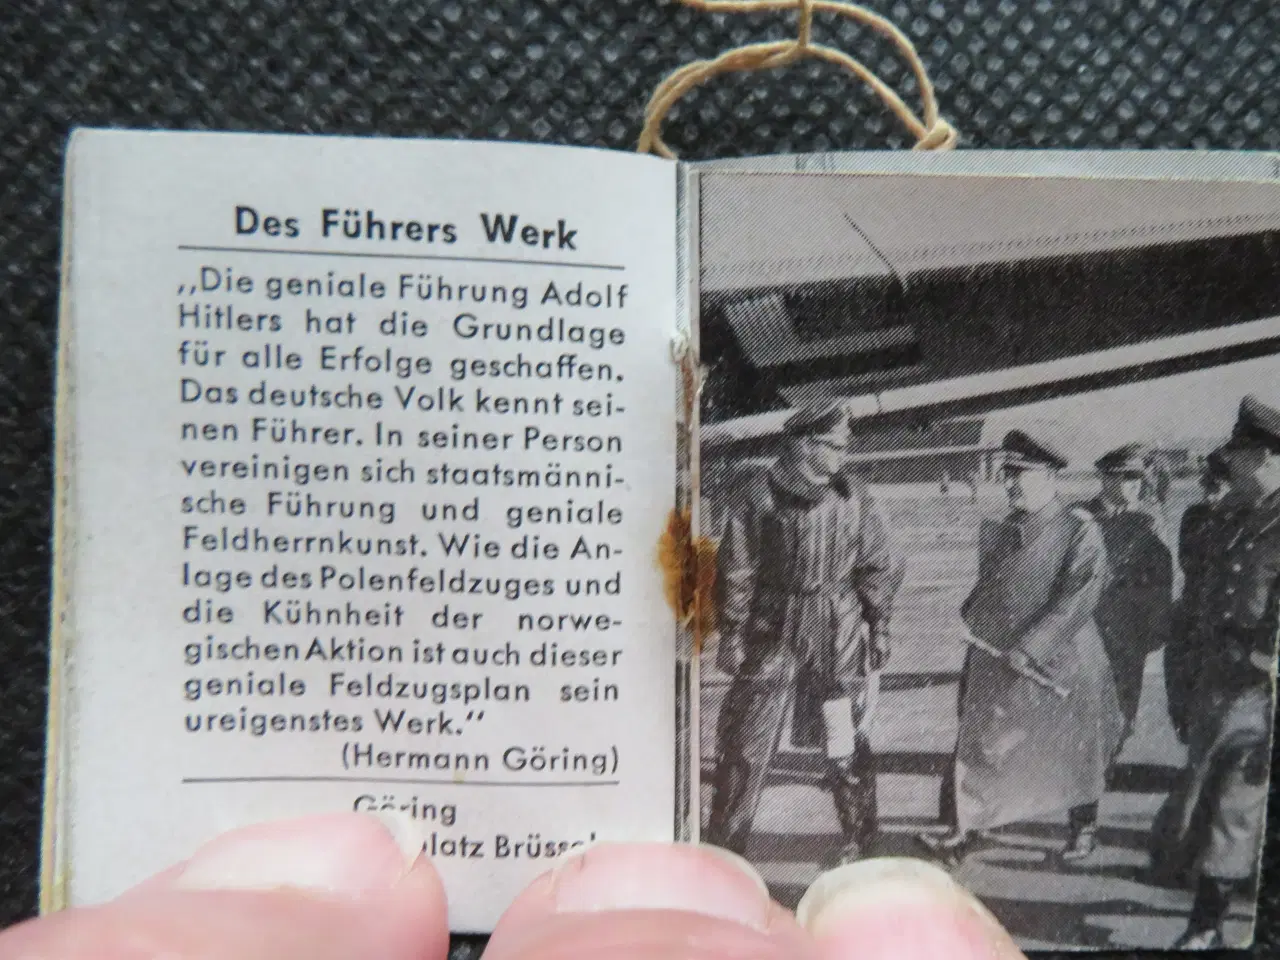 Des Führers Werk
„Die geniale Führung Adolf
Hitlers hat die Grundlage
für alle Erfolge geschaffen.
Das deutsche Volk kennt sei-
nen Führer. In seiner Person
vereinigen sich staatsmänni-
sche Führung und geniale
Feldherrnkunst. Wie die An-
lage des Polenfeldzuges und
die Kühnheit der norwe-
gischen Aktion ist auch dieser
geniale Feldzugsplan sein
ureigenstes Werk."
(Hermann Göring)
Göring